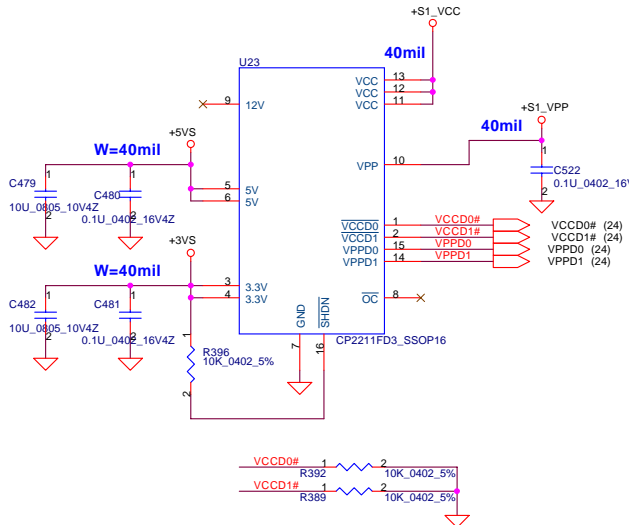 +S1_VCC
40mil
U23
VCC 13
VCC 12
VCC 11
9 12V
+S1_VPP
40mil
+5VS
W=40mil
VPP 10
1
C522
0.1U_0402_16V
2
1
C479
10U_0805_10V4Z
2
1
C480
0.1U_0402_16V4Z
2
5 5V
6 5V
VCCD0 1 VCCD0# VCCD0# (24)
VCCD1 2 VCCD1# VCCD1# (24)
VPPD0 15 VPPD0 VPPD0 (24)
VPPD1 14 VPPD1 VPPD1 (24)
+3VS
W=40mil
3 3.3V
4 3.3V
OC 8
1
C482
10U_0805_10V4Z
2
1
C481
0.1U_0402_16V4Z
2
GND
SHDN
7
16
CP2211FD3_SSOP16
1
R396
10K_0402_5%
2
VCCD0# 1 2
R392 10K_0402_5%
VCCD1# 1 2
R389 10K_0402_5%